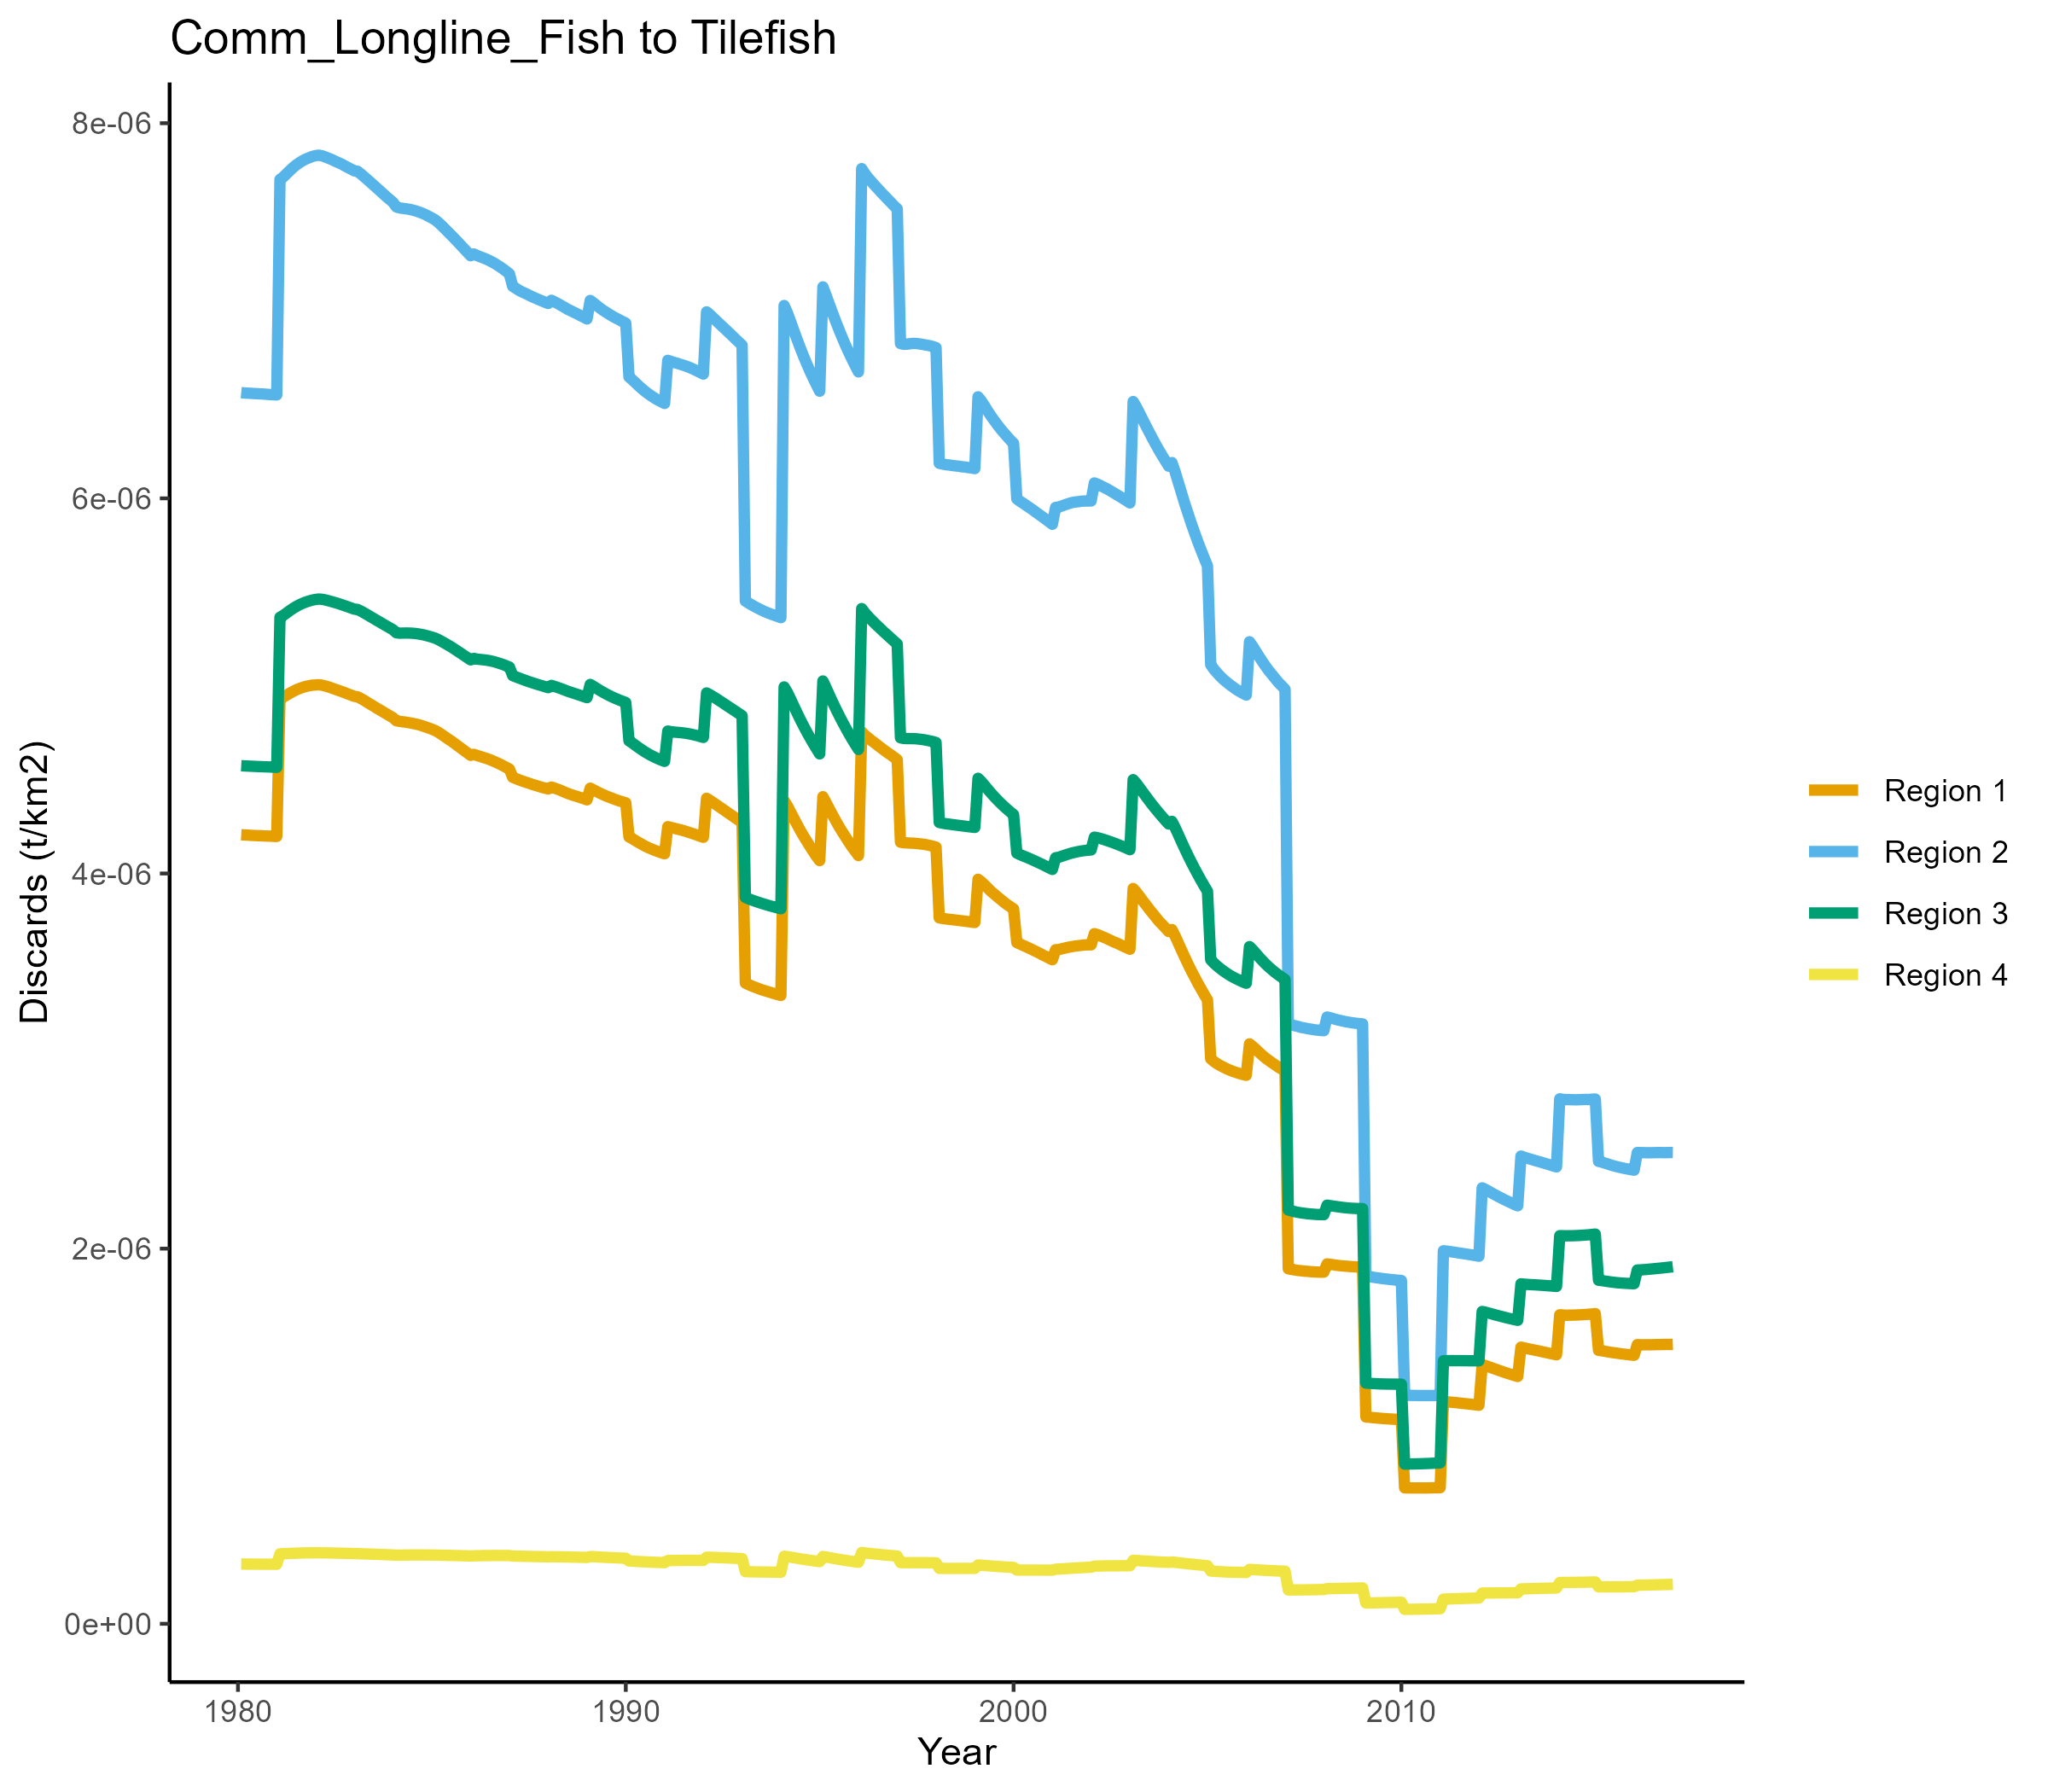 Comm_Longline_Fish to Tilefish
8e-06
6e-06
4e-06
2e-06
0e+00
Discards (t/km2)
1980
1990
2000
2010
Year
Region 1
Region 2
Region 3
Region 4